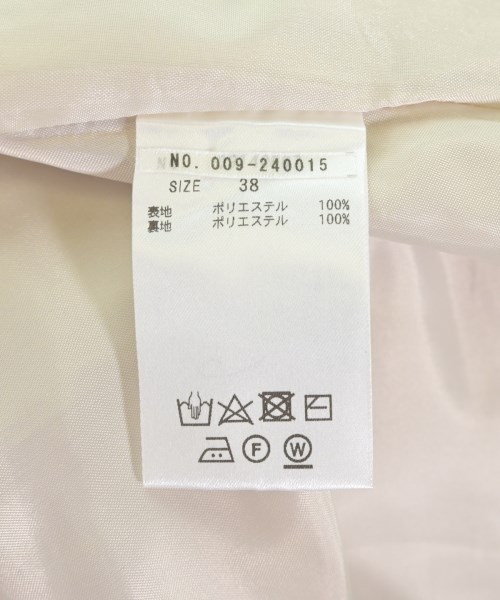 NO. 009-240015
SIZE 38
表地 ポリエステル 100%
裏地 ポリエステル 100%
F W